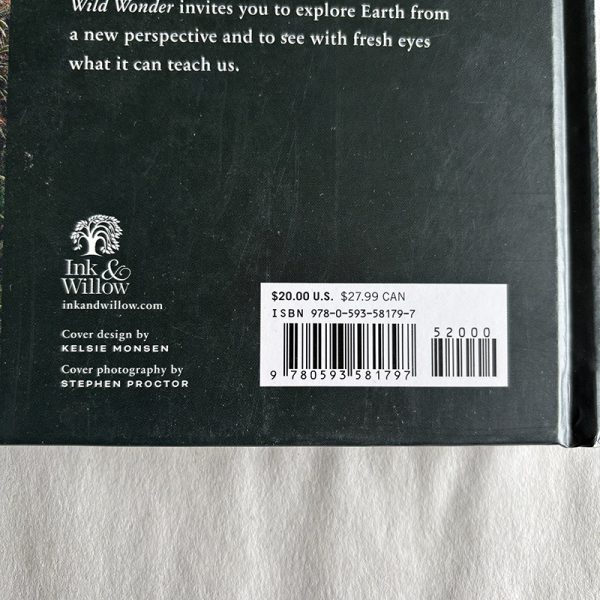 Wild Wonder invites you to explore Earth from
a new perspective and to see with fresh eyes
what it can teach us.
Ink &
Willow
inkandwillow.com
Cover design by
KELSIE MONSEN
Cover photography by
STEPHEN PROCTOR
$20.00 U.S. $27.99 CAN
ISBN 978-0-593-58179-7
52000
9 780593 581797